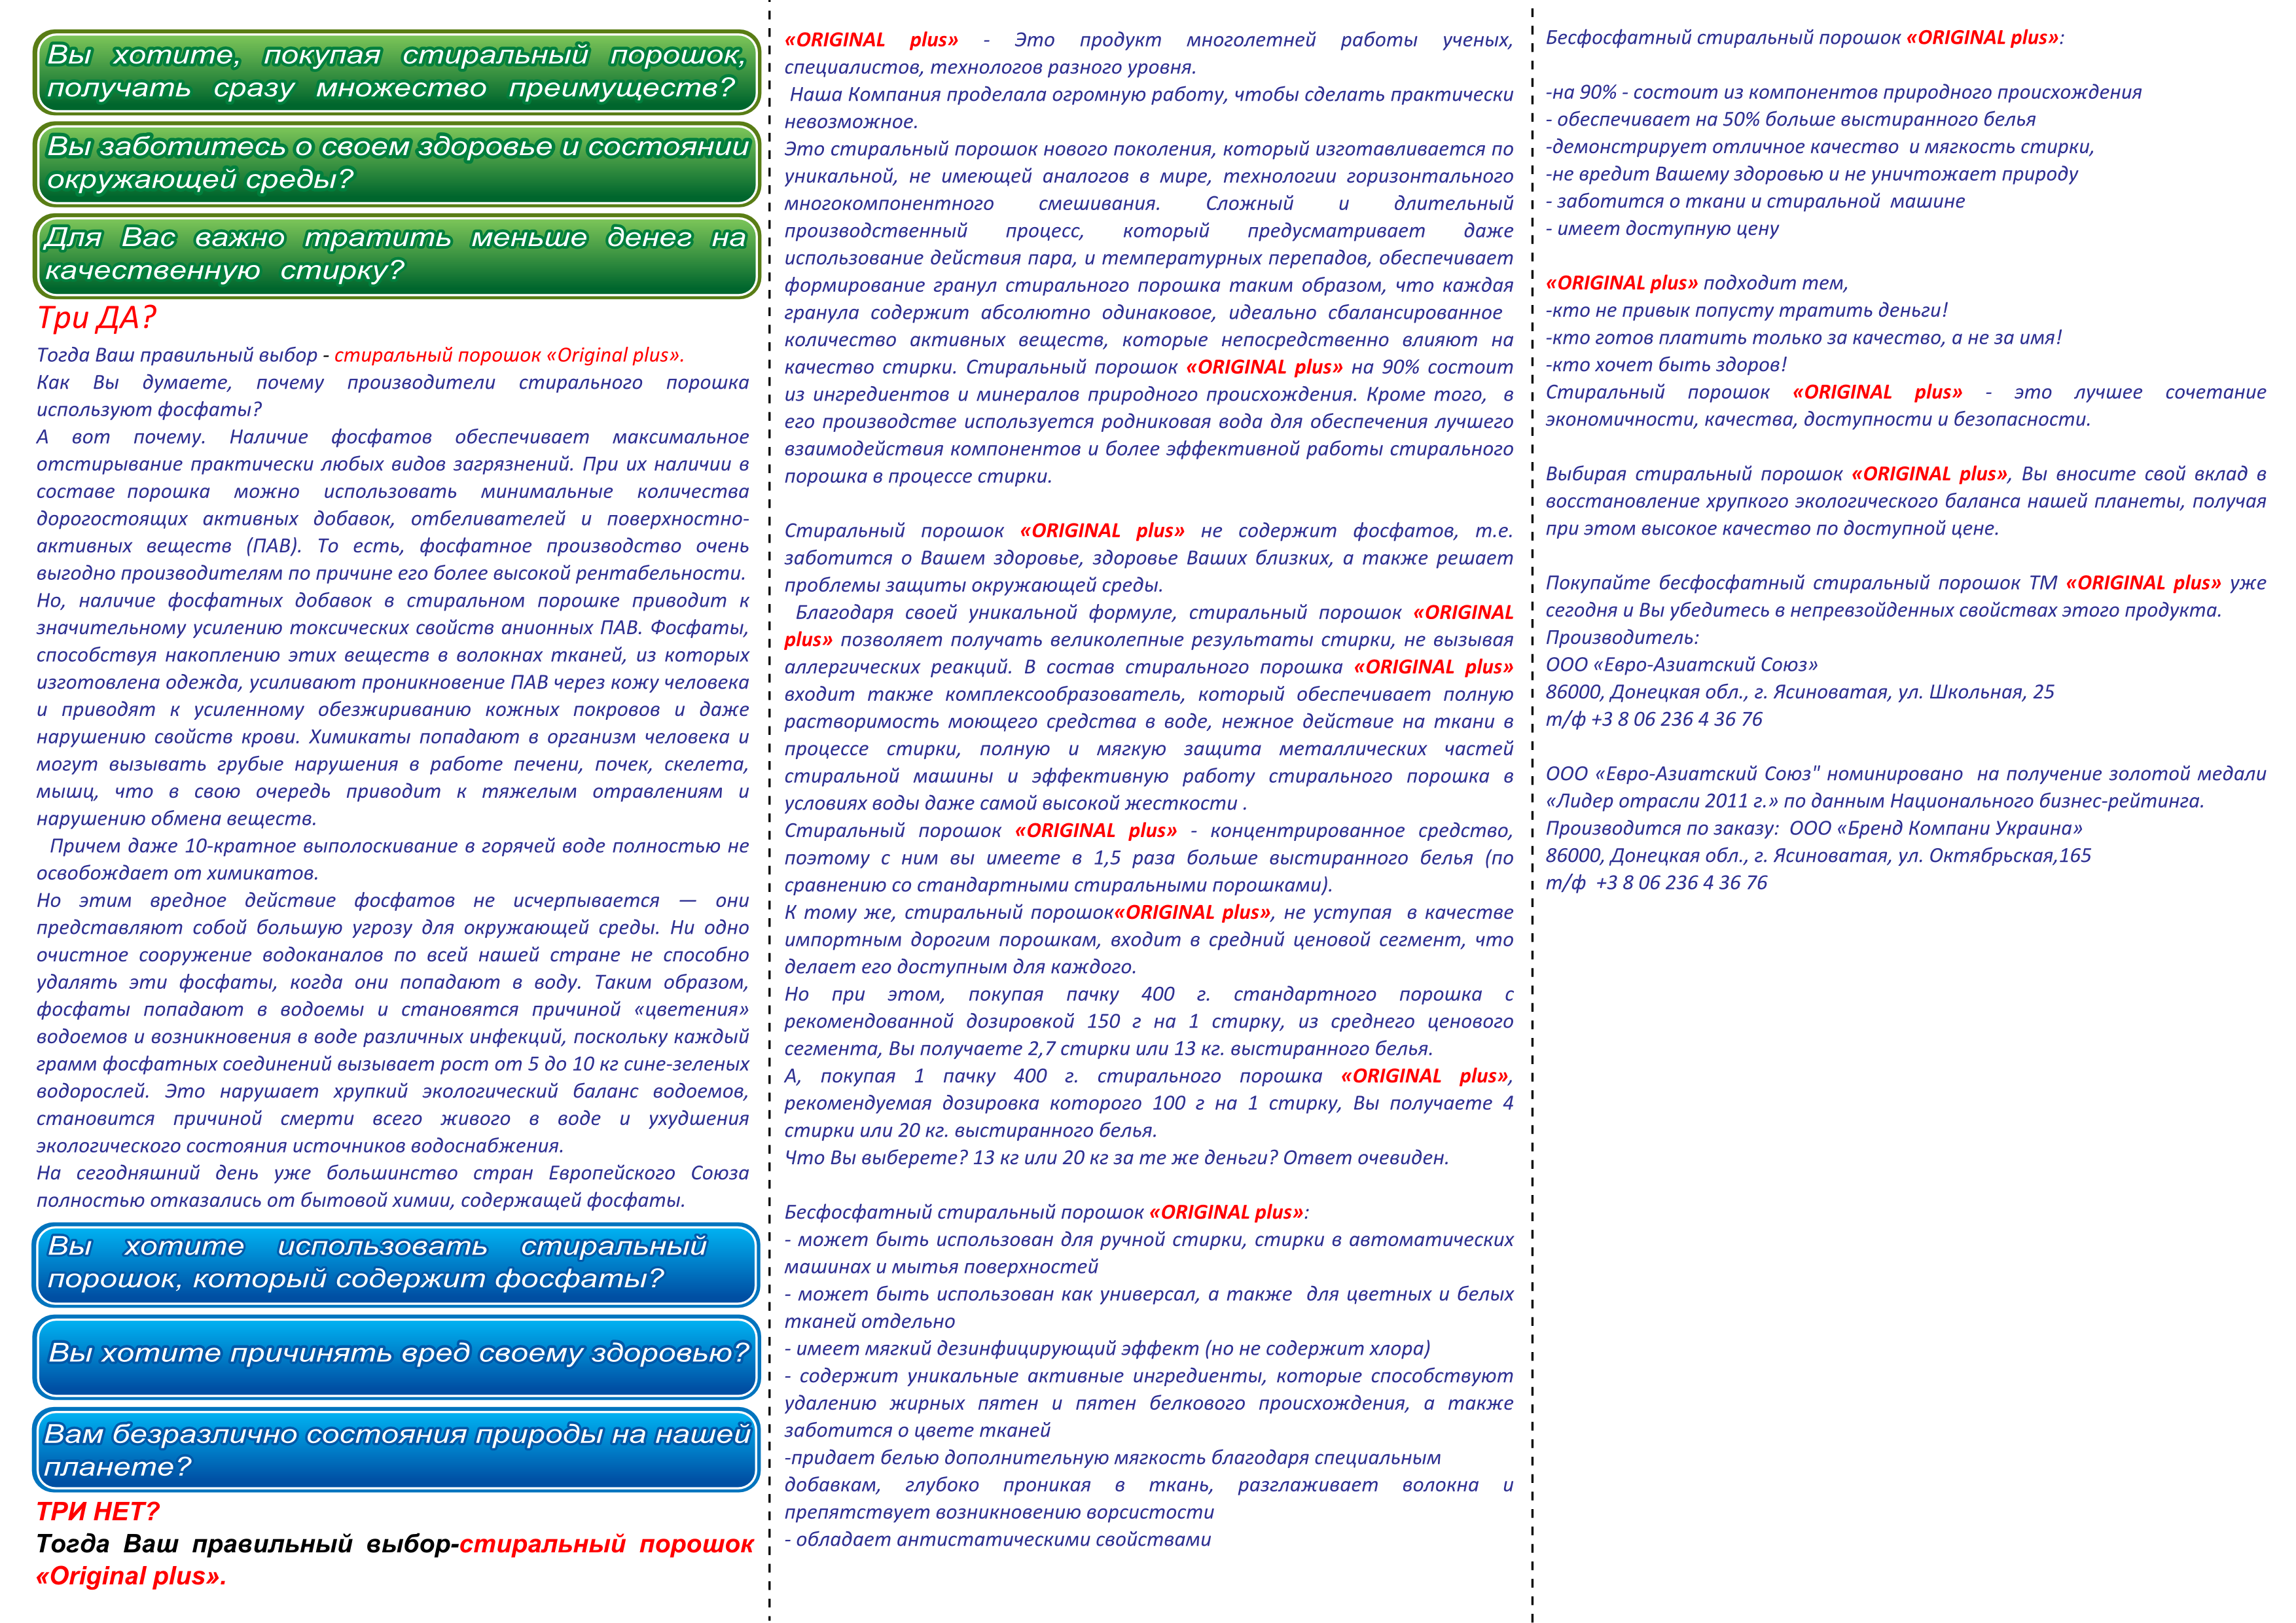 Вы хотите, покупая стиральный порошок,
получать сразу множество преимуществ?
Вы заботитесь о своем здоровье и состоянии
окружающей среды?
Для Вас важно тратить меньше денег на
качественную стирку?
Три ДА?
Тогда Ваш правильный выбор - стиральный порошок «Original plus».
Как Вы думаете, почему производители стирального порошка
используют фосфаты?
А вот почему. Наличие фосфатов обеспечивает максимальное
отстирывание практически любых видов загрязнений. При их наличии в
составе порошка можно использовать минимальные количества
дорогостоящих активных добавок, отбеливателей и поверхностно-
активных веществ (ПАВ). То есть, фосфатное производство очень
выгодно производителям по причине его более высокой рентабельности.
Но, наличие фосфатных добавок в стиральном порошке приводит к
значительному усилению токсических свойств анионных ПАВ. Фосфаты,
способствуя накоплению этих веществ в волокнах тканей, из которых
изготовлена одежда, усиливают проникновение ПАВ через кожу человека
и приводят к усиленному обезжириванию кожных покровов и даже
нарушению свойств крови. Химикаты попадают в организм человека и
могут вызывать грубые нарушения в работе печени, почек, скелета,
мышц, что в свою очередь приводит к тяжелым отравлениям и
нарушению обмена веществ.
Причем даже 10-кратное выполоскивание в горячей воде полностью не
освобождает от химикатов.
Но этим вредное действие фосфатов не исчерпывается — они
представляют собой большую угрозу для окружающей среды. Ни одно
очистное сооружение водоканалов по всей нашей стране не способно
удалять эти фосфаты, когда они попадают в воду. Таким образом,
фосфаты попадают в водоемы и становятся причиной «цветения»
водоемов и возникновения в воде различных инфекций, поскольку каждый
грамм фосфатных соединений вызывает рост от 5 до 10 кг сине-зеленых
водорослей. Это нарушает хрупкий экологический баланс водоемов,
становится причиной смерти всего живого в воде и ухудшения
экологического состояния источников водоснабжения.
На сегодняшний день уже большинство стран Европейского Союза
полностью отказались от бытовой химии, содержащей фосфаты.
Вы хотите использовать стиральный
порошок, который содержит фосфаты?
Вы хотите причинять вред своему здоровью?
Вам безразлично состояния природы на нашей
планете?
ТРИ НЕТ?
Тогда Ваш правильный выбор-стиральный порошок
«Original plus».
«ORIGINAL plus» - Это продукт многолетней работы ученых,
специалистов, технологов разного уровня.
Наша Компания проделала огромную работу, чтобы сделать практически
невозможное.
Это стиральный порошок нового поколения, который изготавливается по
уникальной, не имеющей аналогов в мире, технологии горизонтального
многокомпонентного смешивания. Сложный и длительный
производственный процесс, который предусматривает даже
использование действия пара, и температурных перепадов, обеспечивает
формирование гранул стирального порошка таким образом, что каждая
гранула содержит абсолютно одинаковое, идеально сбалансированное
количество активных веществ, которые непосредственно влияют на
качество стирки. Стиральный порошок «ORIGINAL plus» на 90% состоит
из ингредиентов и минералов природного происхождения. Кроме того, в
его производстве используется родниковая вода для обеспечения лучшего
взаимодействия компонентов и более эффективной работы стирального
порошка в процессе стирки.
Стиральный порошок «ORIGINAL plus» не содержит фосфатов, т.е.
заботится о Вашем здоровье, здоровье Ваших близких, а также решает
проблемы защиты окружающей среды.
Благодаря своей уникальной формуле, стиральный порошок «ORIGINAL
plus» позволяет получать великолепные результаты стирки, не вызывая
аллергических реакций. В состав стирального порошка «ORIGINAL plus»
входит также комплексообразователь, который обеспечивает полную
растворимость моющего средства в воде, нежное действие на ткани в
процессе стирки, полную и мягкую защита металлических частей
стиральной машины и эффективную работу стирального порошка в
условиях воды даже самой высокой жесткости .
Стиральный порошок «ORIGINAL plus» - концентрированное средство,
поэтому с ним вы имеете в 1,5 раза больше выстиранного белья (по
сравнению со стандартными стиральными порошками).
К тому же, стиральный порошок«ORIGINAL plus», не уступая в качестве
импортным дорогим порошкам, входит в средний ценовой сегмент, что
делает его доступным для каждого.
Но при этом, покупая пачку 400 г. стандартного порошка с
рекомендованной дозировкой 150 г на 1 стирку, из среднего ценового
сегмента, Вы получаете 2,7 стирки или 13 кг. выстиранного белья.
А, покупая 1 пачку 400 г. стирального порошка «ORIGINAL plus»,
рекомендуемая дозировка которого 100 г на 1 стирку, Вы получаете 4
стирки или 20 кг. выстиранного белья.
Что Вы выберете? 13 кг или 20 кг за те же деньги? Ответ очевиден.
Бесфосфатный стиральный порошок «ORIGINAL plus»:
- может быть использован для ручной стирки, стирки в автоматических
машинах и мытья поверхностей
- может быть использован как универсал, а также для цветных и белых
тканей отдельно
- имеет мягкий дезинфицирующий эффект (но не содержит хлора)
- содержит уникальные активные ингредиенты, которые способствуют
удалению жирных пятен и пятен белкового происхождения, а также
заботится о цвете тканей
-придает белью дополнительную мягкость благодаря специальным
добавкам, глубоко проникая в ткань, разглаживает волокна и
препятствует возникновению ворсистости
- обладает антистатическими свойствами
Бесфосфатный стиральный порошок «ORIGINAL plus»:
-на 90% - состоит из компонентов природного происхождения
- обеспечивает на 50% больше выстиранного белья
-демонстрирует отличное качество и мягкость стирки,
-не вредит Вашему здоровью и не уничтожает природу
- заботится о ткани и стиральной машине
- имеет доступную цену
«ORIGINAL plus» подходит тем,
-кто не привык попусту тратить деньги!
-кто готов платить только за качество, а не за имя!
-кто хочет быть здоров!
Стиральный порошок «ORIGINAL plus» - это лучшее сочетание
экономичности, качества, доступности и безопасности.
Выбирая стиральный порошок «ORIGINAL plus», Вы вносите свой вклад в
восстановление хрупкого экологического баланса нашей планеты, получая
при этом высокое качество по доступной цене.
Покупайте бесфосфатный стиральный порошок ТМ «ORIGINAL plus» уже
сегодня и Вы убедитесь в непревзойденных свойствах этого продукта.
Производитель:
ООО «Евро-Азиатский Союз»
86000, Донецкая обл., г. Ясиноватая, ул. Школьная, 25
т/ф +3 8 06 236 4 36 76
ООО «Евро-Азиатский Союз" номинировано на получение золотой медали
«Лидер отрасли 2011 г.» по данным Национального бизнес-рейтинга.
Производится по заказу: ООО «Бренд Компани Украина»
86000, Донецкая обл., г. Ясиноватая, ул. Октябрьская,165
т/ф +3 8 06 236 4 36 76